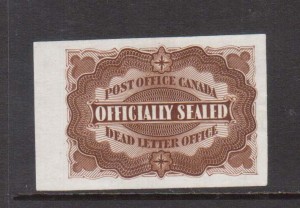 POST OFFICE CANADA
OFFICIALLY SEALED
DEAD LETTER OFFICE